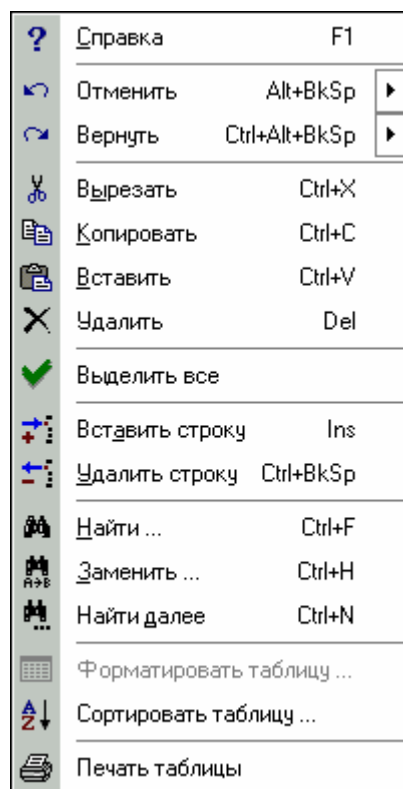 Справка F1
Отменить Alt+BkSp
Вернуть Ctrl+Alt+BkSp
Вырезать Ctrl+X
Копировать Ctrl+C
Вставить Ctrl+V
Удалить Del
Выделить все
Вставить строку Ins
Удалить строку Ctrl+BkSp
Найти ... Ctrl+F
A→B Заменить ... Ctrl+H
Найти далее Ctrl+N
Форматировать таблицу ...
AZ Сортировать таблицу ...
Печать таблицы